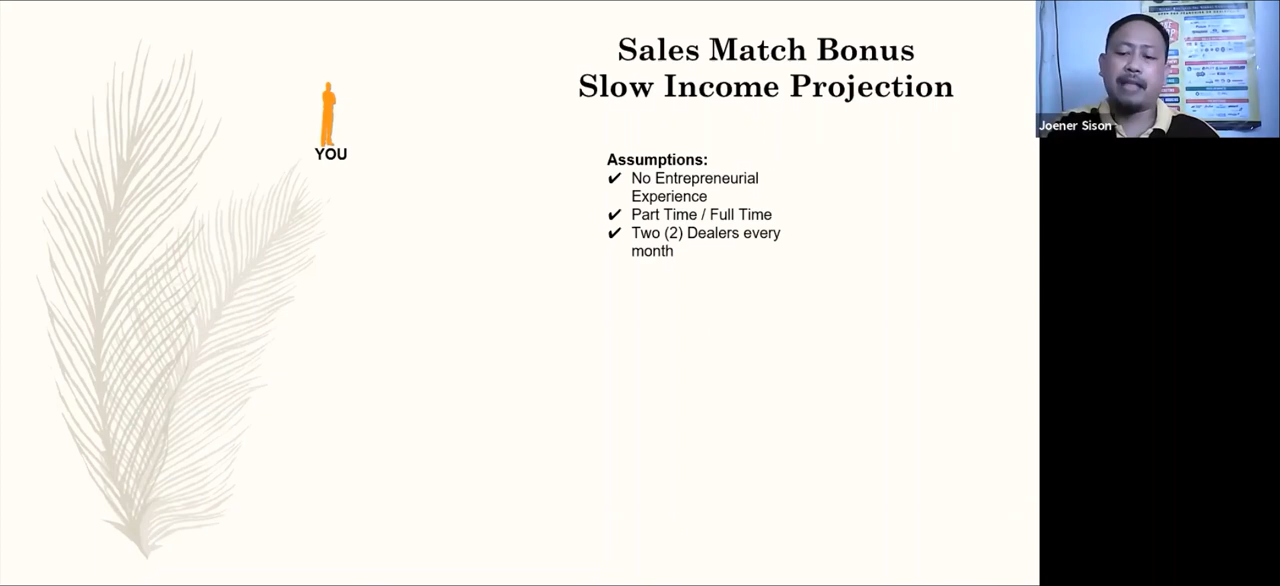 Sales Match Bonus
Slow Income Projection
YOU
Assumptions:
✔ No Entrepreneurial
Experience
✔ Part Time / Full Time
✔ Two (2) Dealers every
month
Joener Sison